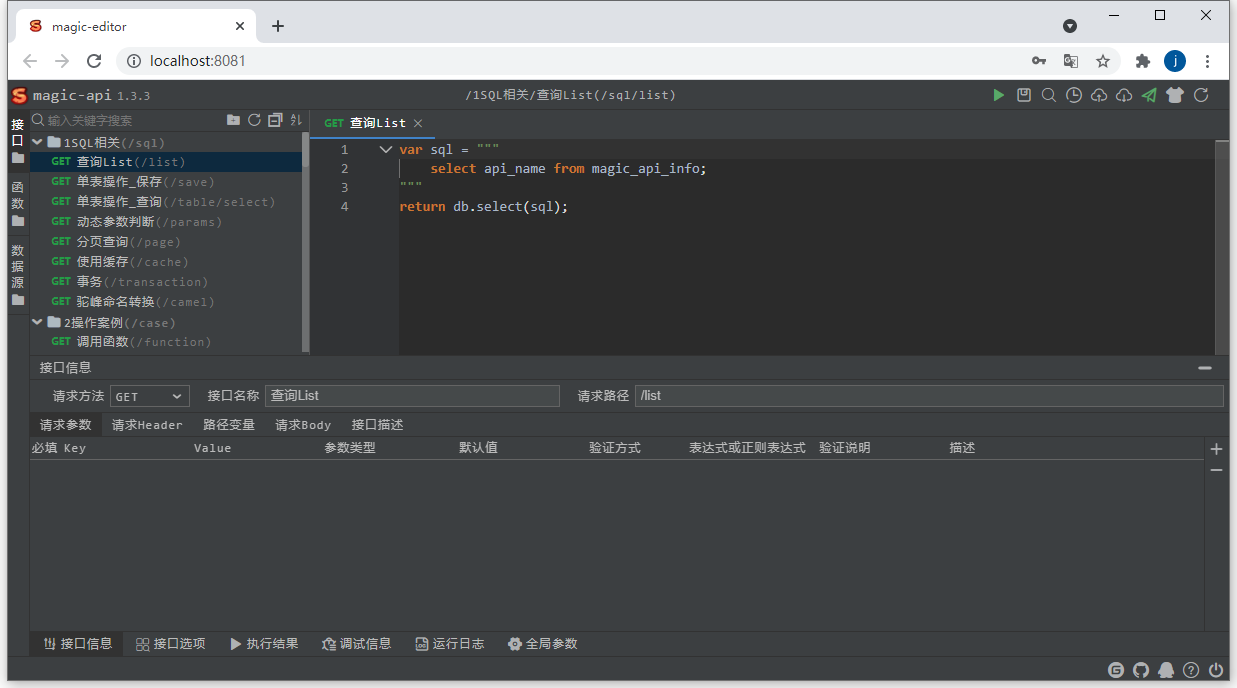 magic-editor
localhost:8081
j
magic-api 1.3.3
/1SQL相关/查询List(/sql/list)
接口
函数
数据源
输入关键字搜索
1SQL相关(/sql)
GET 查询List(/list)
GET 单表操作_保存(/save)
GET 单表操作_查询(/table/select)
GET 动态参数判断(/params)
GET 分页查询(/page)
GET 使用缓存(/cache)
GET 事务(/transaction)
GET 驼峰命名转换(/camel)
2操作案例(/case)
GET 调用函数(/function)
GET 查询List
1 var sql = """
2 select api_name from magic_api_info;
3 """
4 return db.select(sql);
接口信息
请求方法 GET 接口名称 查询List 请求路径 /list
请求参数 请求Header 路径变量 请求Body 接口描述
必填 Key Value 参数类型 默认值 验证方式 表达式或正则表达式 验证说明 描述
接口信息 接口选项 执行结果 调试信息 运行日志 全局参数